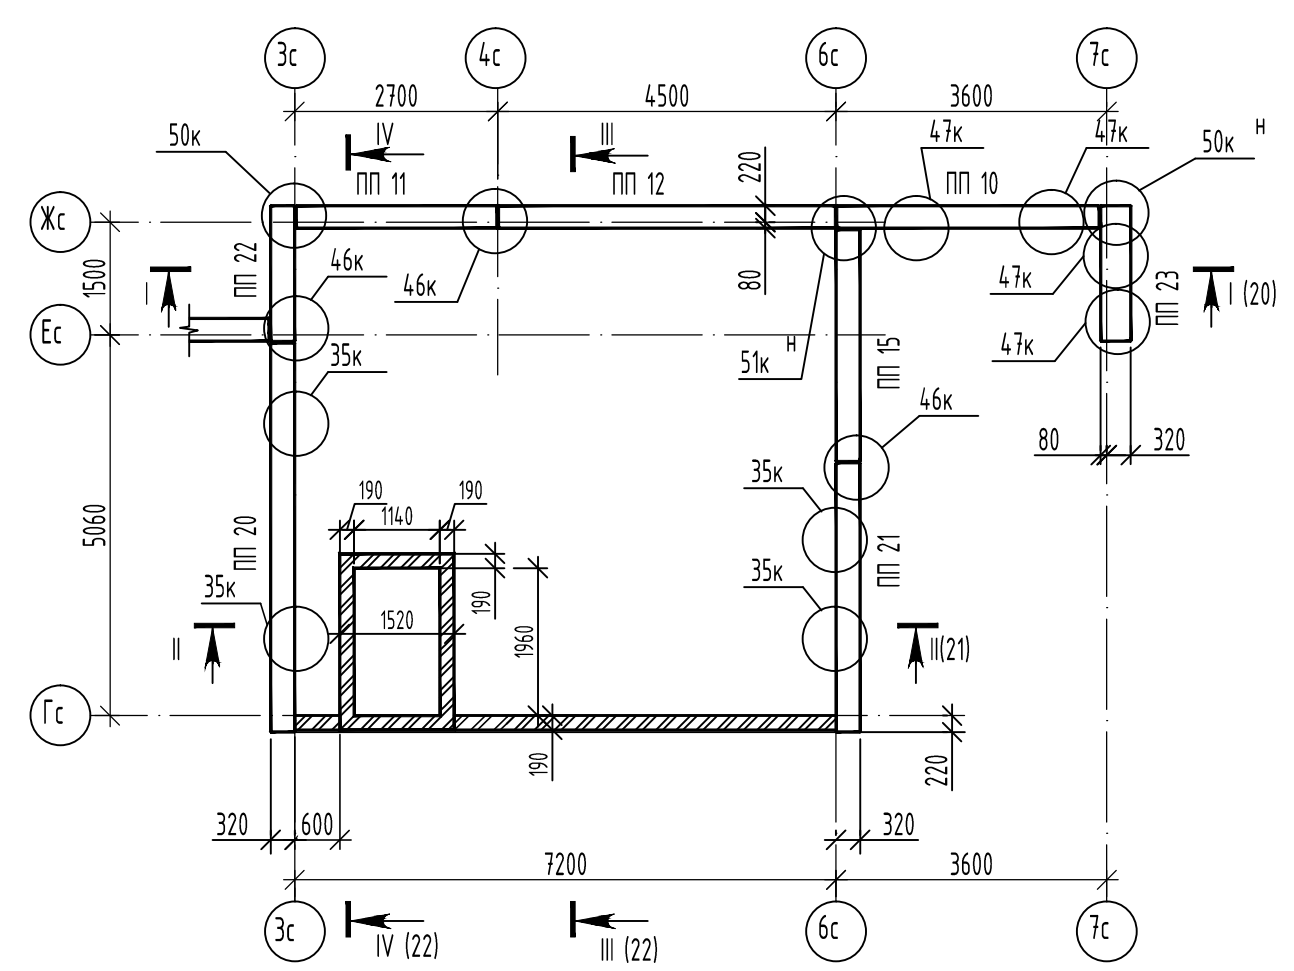 3с
4с
6с
7с
2700
4500
3600
50к
IV
III
47к
47к
50к
н
ПП 11
ПП 12
220
ПП 10
Жс
1500
ПП 22
46к
46к
80
47к
ПП 23
I
I (20)
Ес
35к
н
51к
ПП 15
47к
46к
80
320
5060
ПП 20
190
190
1140
35к
ПП 21
35к
35к
190
1520
1960
II
II(21)
Гс
190
220
320
600
320
7200
3600
3с
6с
7с
IV (22)
III (22)